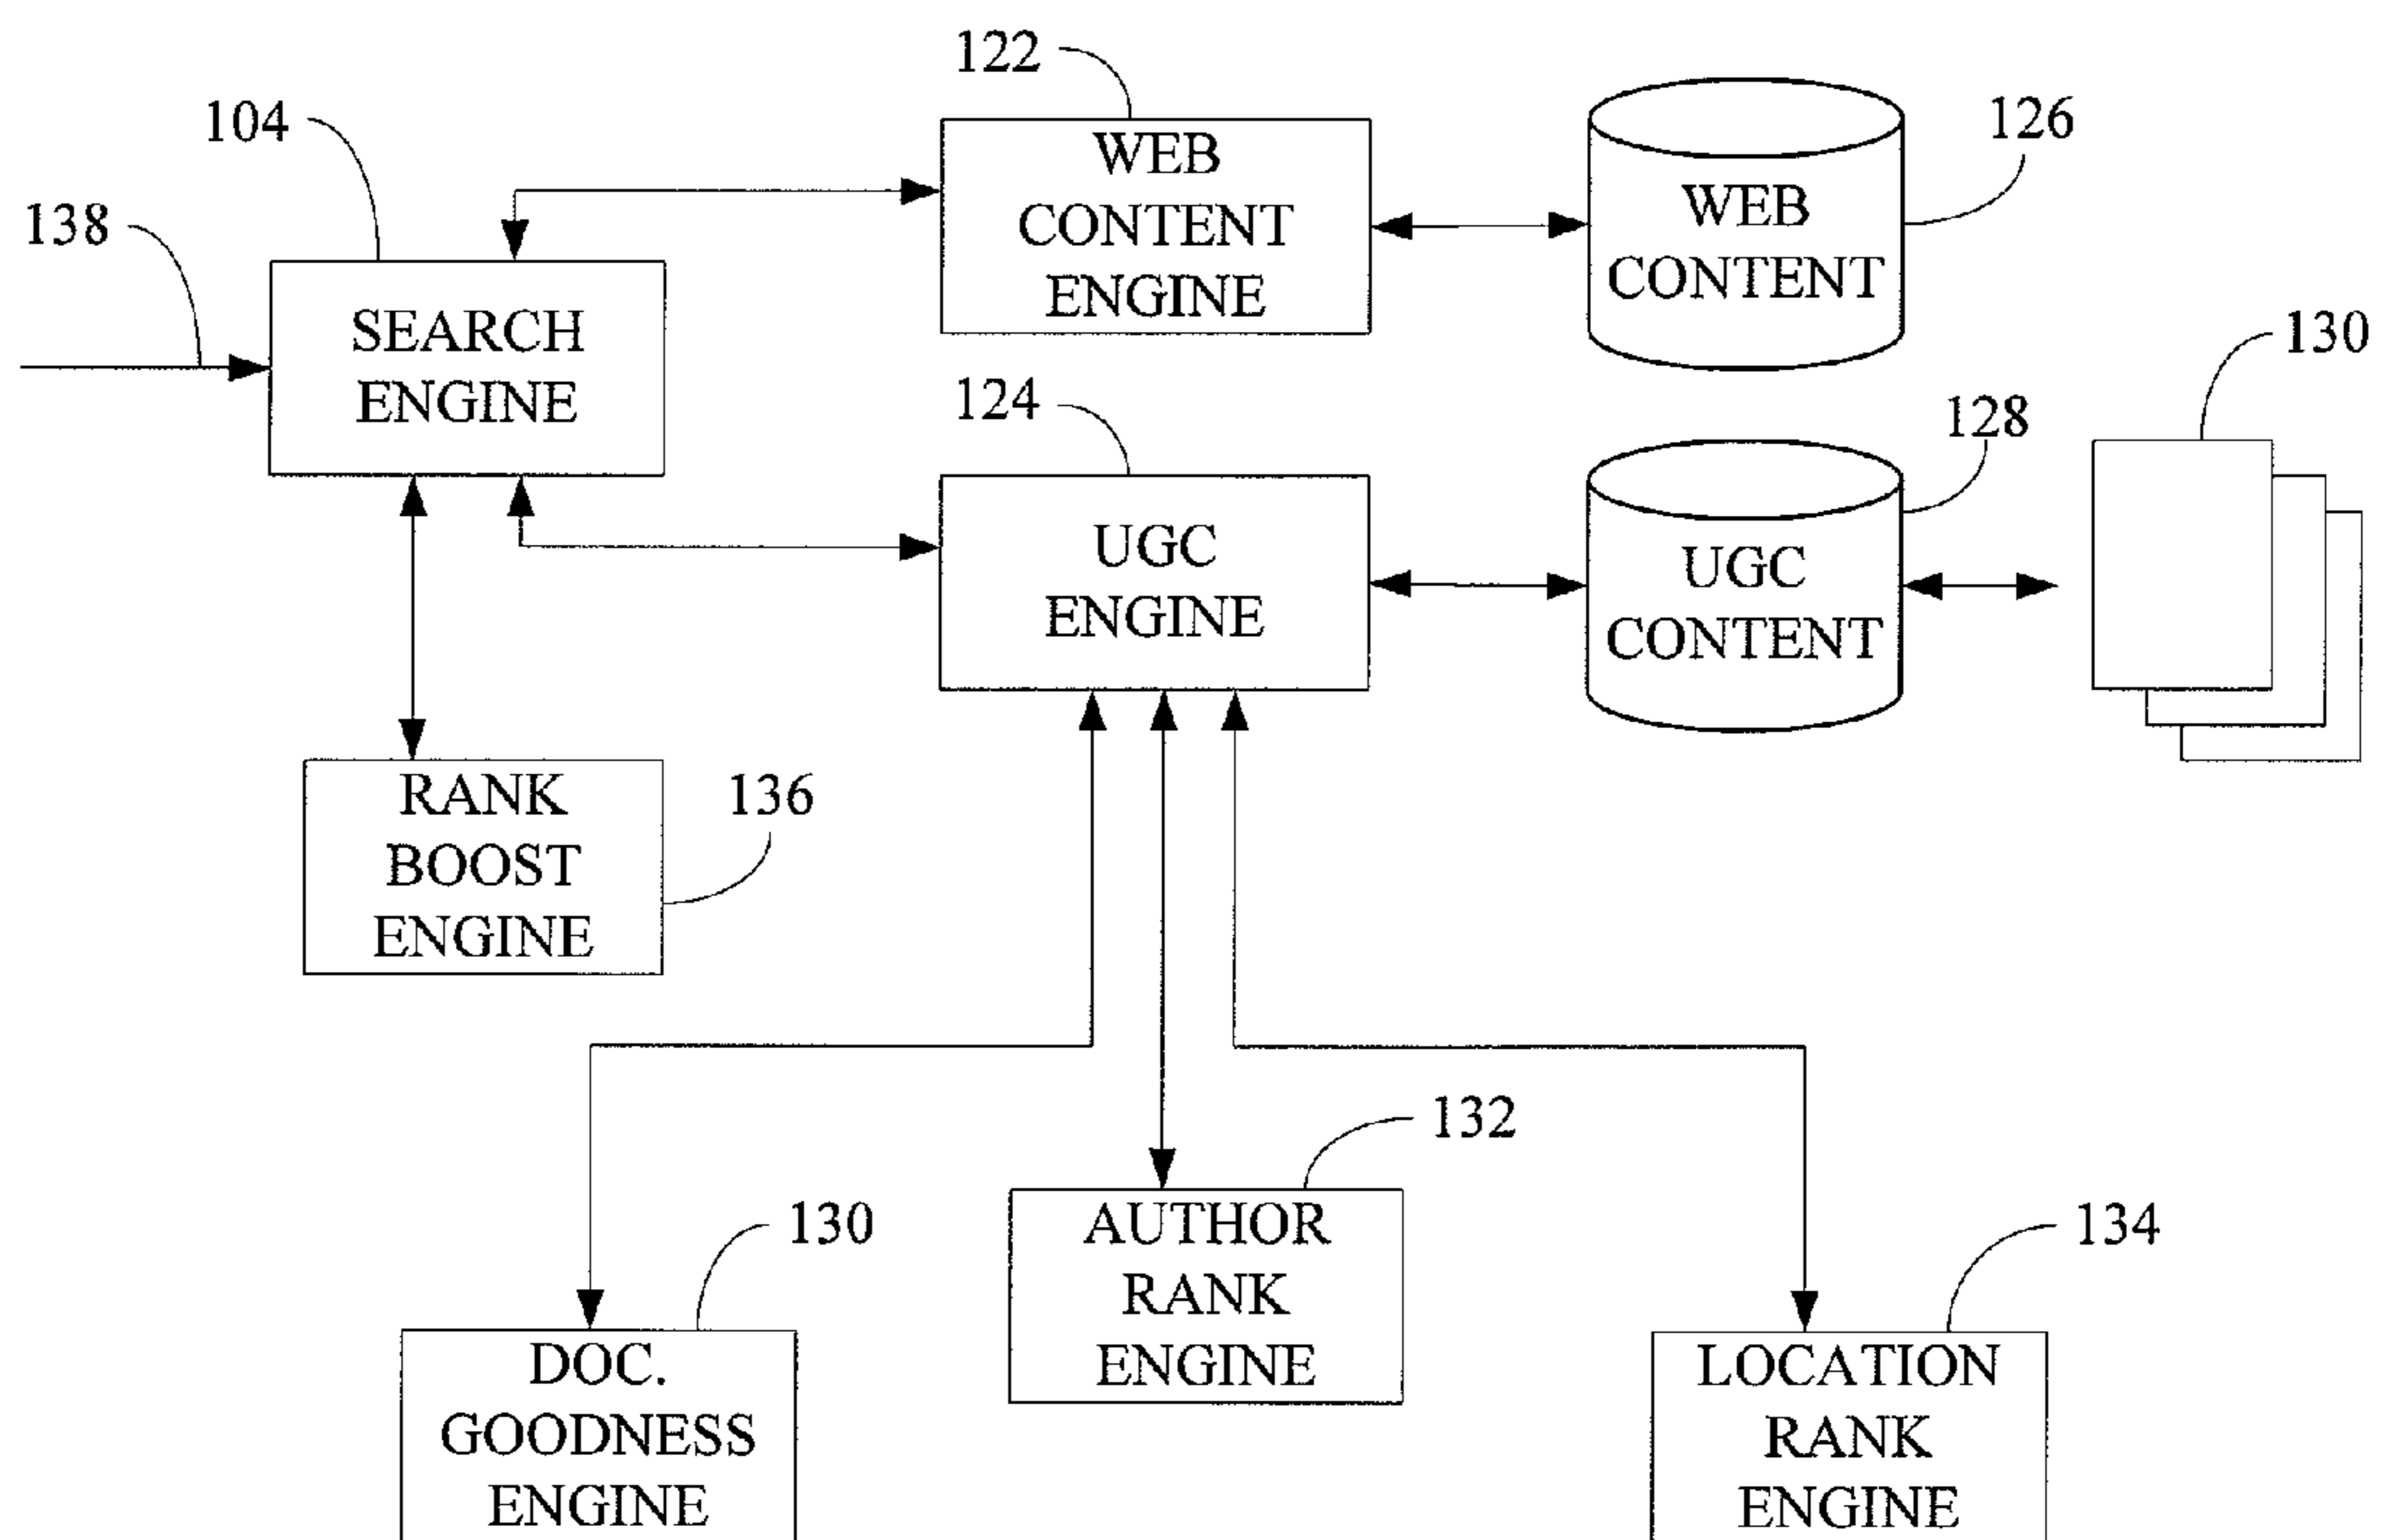 122
104
126
138
WEB
CONTENT
ENGINE
WEB
CONTENT
SEARCH
ENGINE
130
124
128
UGC
ENGINE
UGC
CONTENT
RANK
BOOST
ENGINE
136
132
130
134
AUTHOR
RANK
ENGINE
DOC.
GOODNESS
ENGINE
LOCATION
RANK
ENGINE